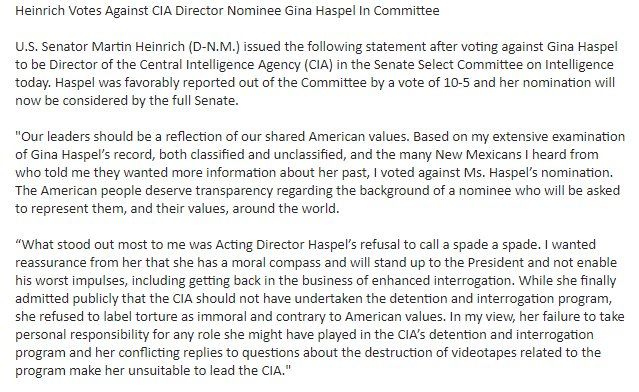 Heinrich Votes Against CIA Director Nominee Gina Haspel In Committee
U.S. Senator Martin Heinrich (D-N.M.) issued the following statement after voting against Gina Haspel
to be Director of the Central Intelligence Agency (CIA) in the Senate Select Committee on Intelligence
today. Haspel was favorably reported out of the Committee by a vote of 10-5 and her nomination will
now be considered by the full Senate.
"Our leaders should be a reflection of our shared American values. Based on my extensive examination
of Gina Haspel’s record, both classified and unclassified, and the many New Mexicans I heard from
who told me they wanted more information about her past, I voted against Ms. Haspel’s nomination.
The American people deserve transparency regarding the background of a nominee who will be asked
to represent them, and their values, around the world.
“What stood out most to me was Acting Director Haspel’s refusal to call a spade a spade. I wanted
reassurance from her that she has a moral compass and will stand up to the President and not enable
his worst impulses, including getting back in the business of enhanced interrogation. While she finally
admitted publicly that the CIA should not have undertaken the detention and interrogation program,
she refused to label torture as immoral and contrary to American values. In my view, her failure to take
personal responsibility for any role she might have played in the CIA’s detention and interrogation
program and her conflicting replies to questions about the destruction of videotapes related to the
program make her unsuitable to lead the CIA."